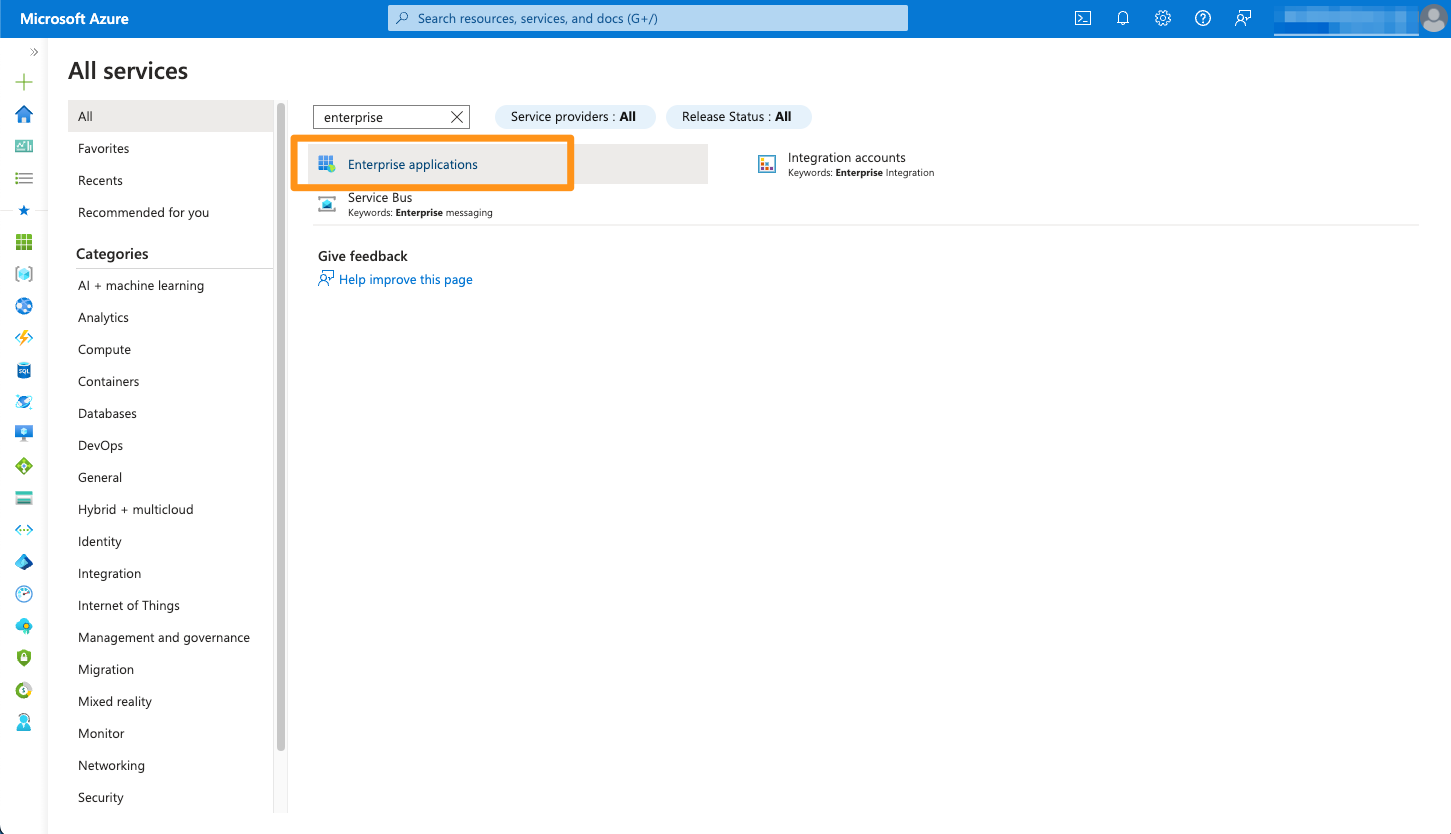 Microsoft Azure
Search resources, services, and docs (G+/)
All services
All
Favorites
Recents
Recommended for you
Categories
AI + machine learning
Analytics
Compute
Containers
Databases
DevOps
General
Hybrid + multicloud
Identity
Integration
Internet of Things
Management and governance
Migration
Mixed reality
Monitor
Networking
Security
enterprise
Service providers : All
Release Status : All
Enterprise applications
Integration accounts
Keywords: Enterprise Integration
Service Bus
Keywords: Enterprise messaging
Give feedback
Help improve this page
SQL